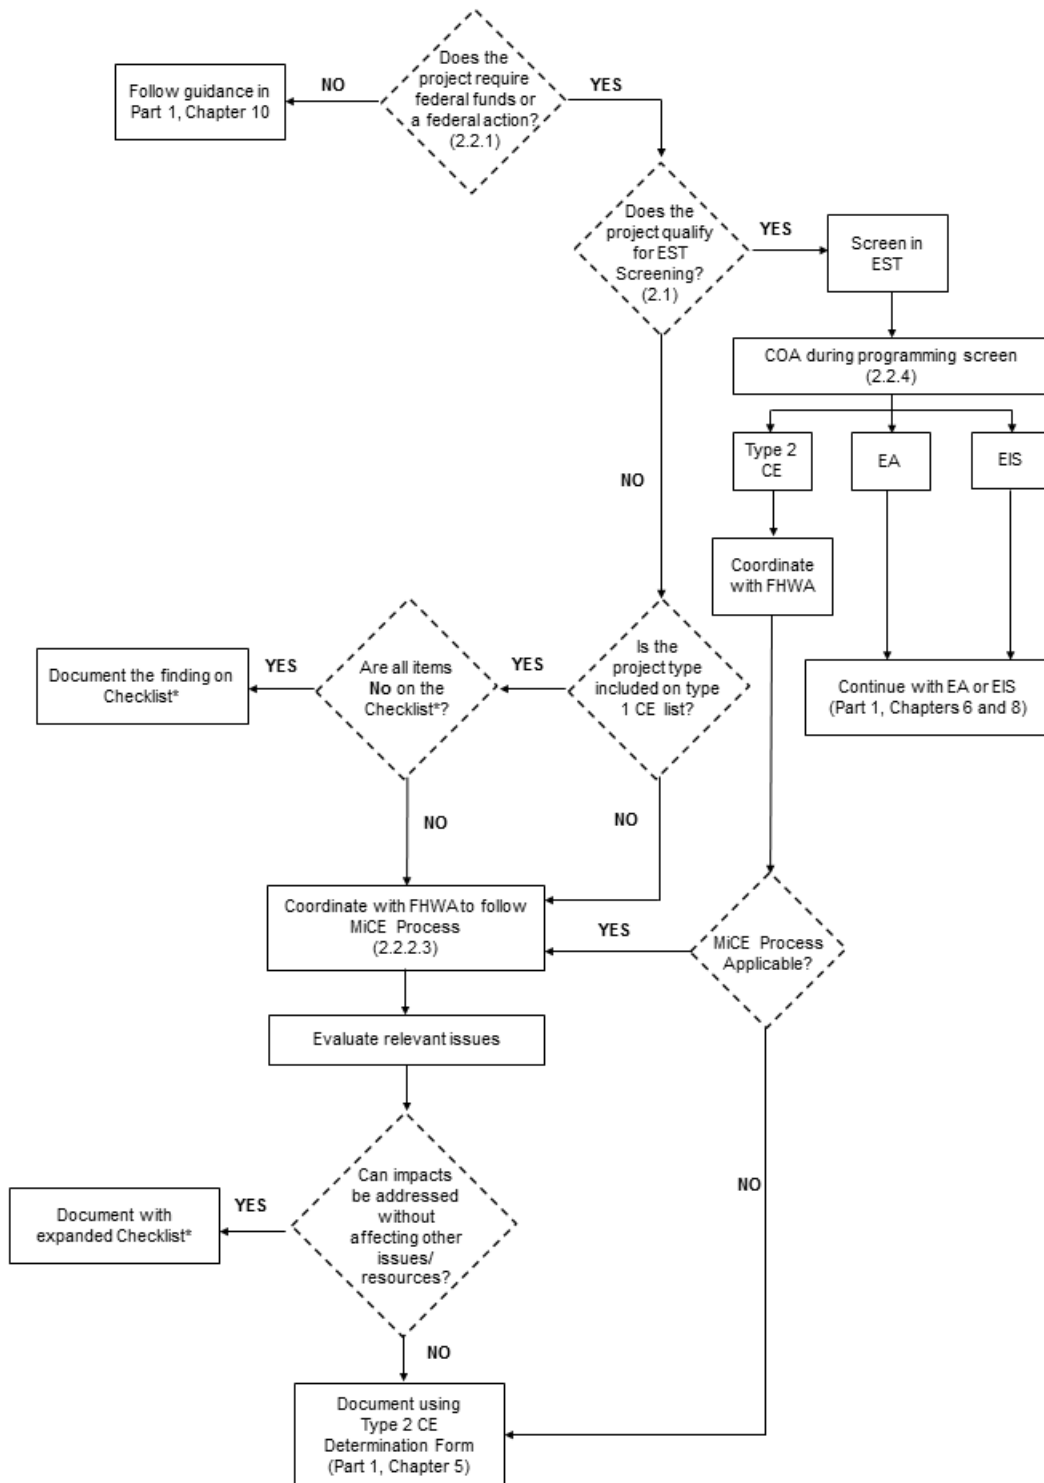 Does the
project require
federal funds or
a federal action?
(2.2.1)
NO
YES
Follow guidance in
Part 1, Chapter 10
Does the
project qualify
for EST
Screening?
(2.1)
YES
Screen in
EST
COA during programming screen
(2.2.4)
Type 2
CE
EA
EIS
NO
Coordinate
with FHWA
Document the finding on
Checklist*
YES
Are all items
No on the
Checklist*?
YES
Is the
project type
included on type
1 CE list?
Continue with EA or EIS
(Part 1, Chapters 6 and 8)
NO
NO
Coordinate with FHWA to follow
MiCE Process
(2.2.2.3)
YES
MiCE Process
Applicable?
Evaluate relevant issues
Can impacts
be addressed
without
affecting other
issues/
resources?
YES
Document with
expanded Checklist*
NO
NO
Document using
Type 2 CE
Determination Form
(Part 1, Chapter 5)